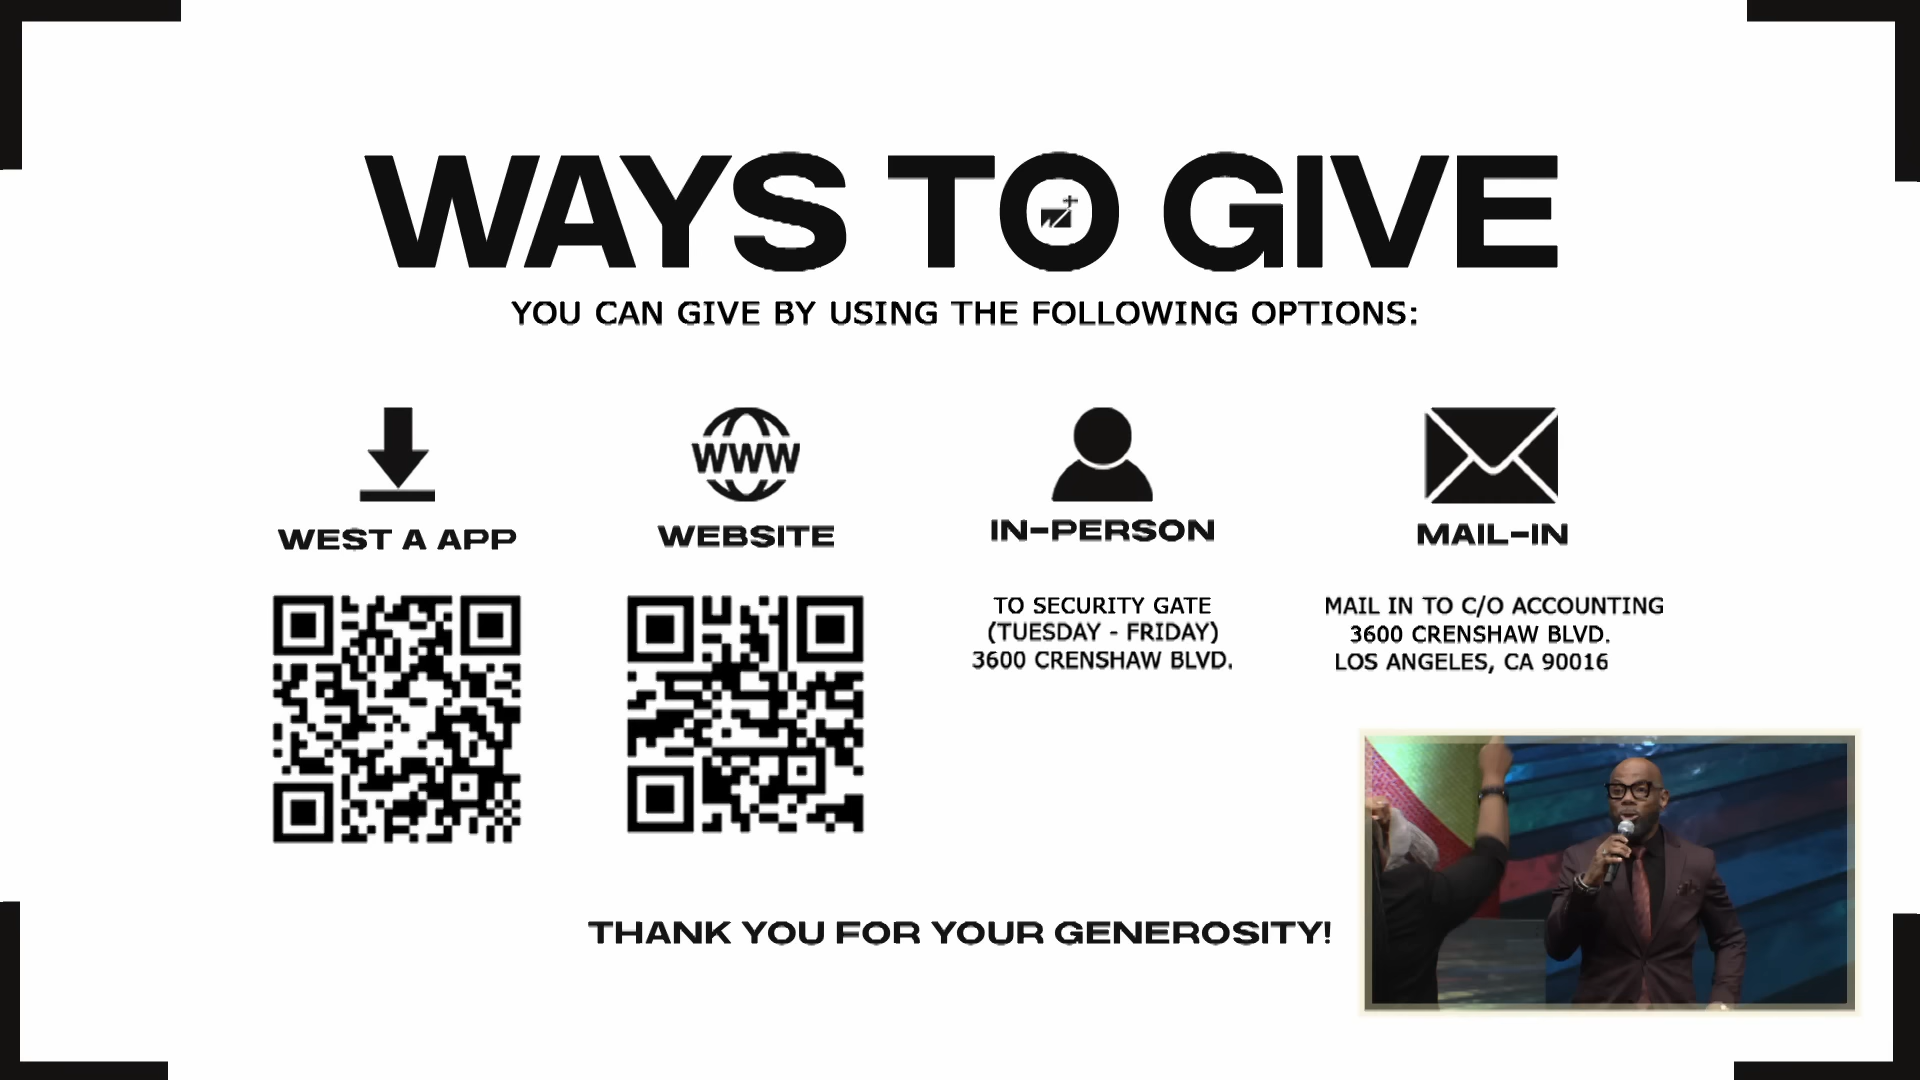 WAYS TO GIVE
YOU CAN GIVE BY USING THE FOLLOWING OPTIONS:
WWW
WEST A APP
WEBSITE
IN-PERSON
MAIL-IN
TO SECURITY GATE
(TUESDAY - FRIDAY)
3600 CRENSHAW BLVD.
MAIL IN TO C/O ACCOUNTING
3600 CRENSHAW BLVD.
LOS ANGELES, CA 90016
THANK YOU FOR YOUR GENEROSITY!